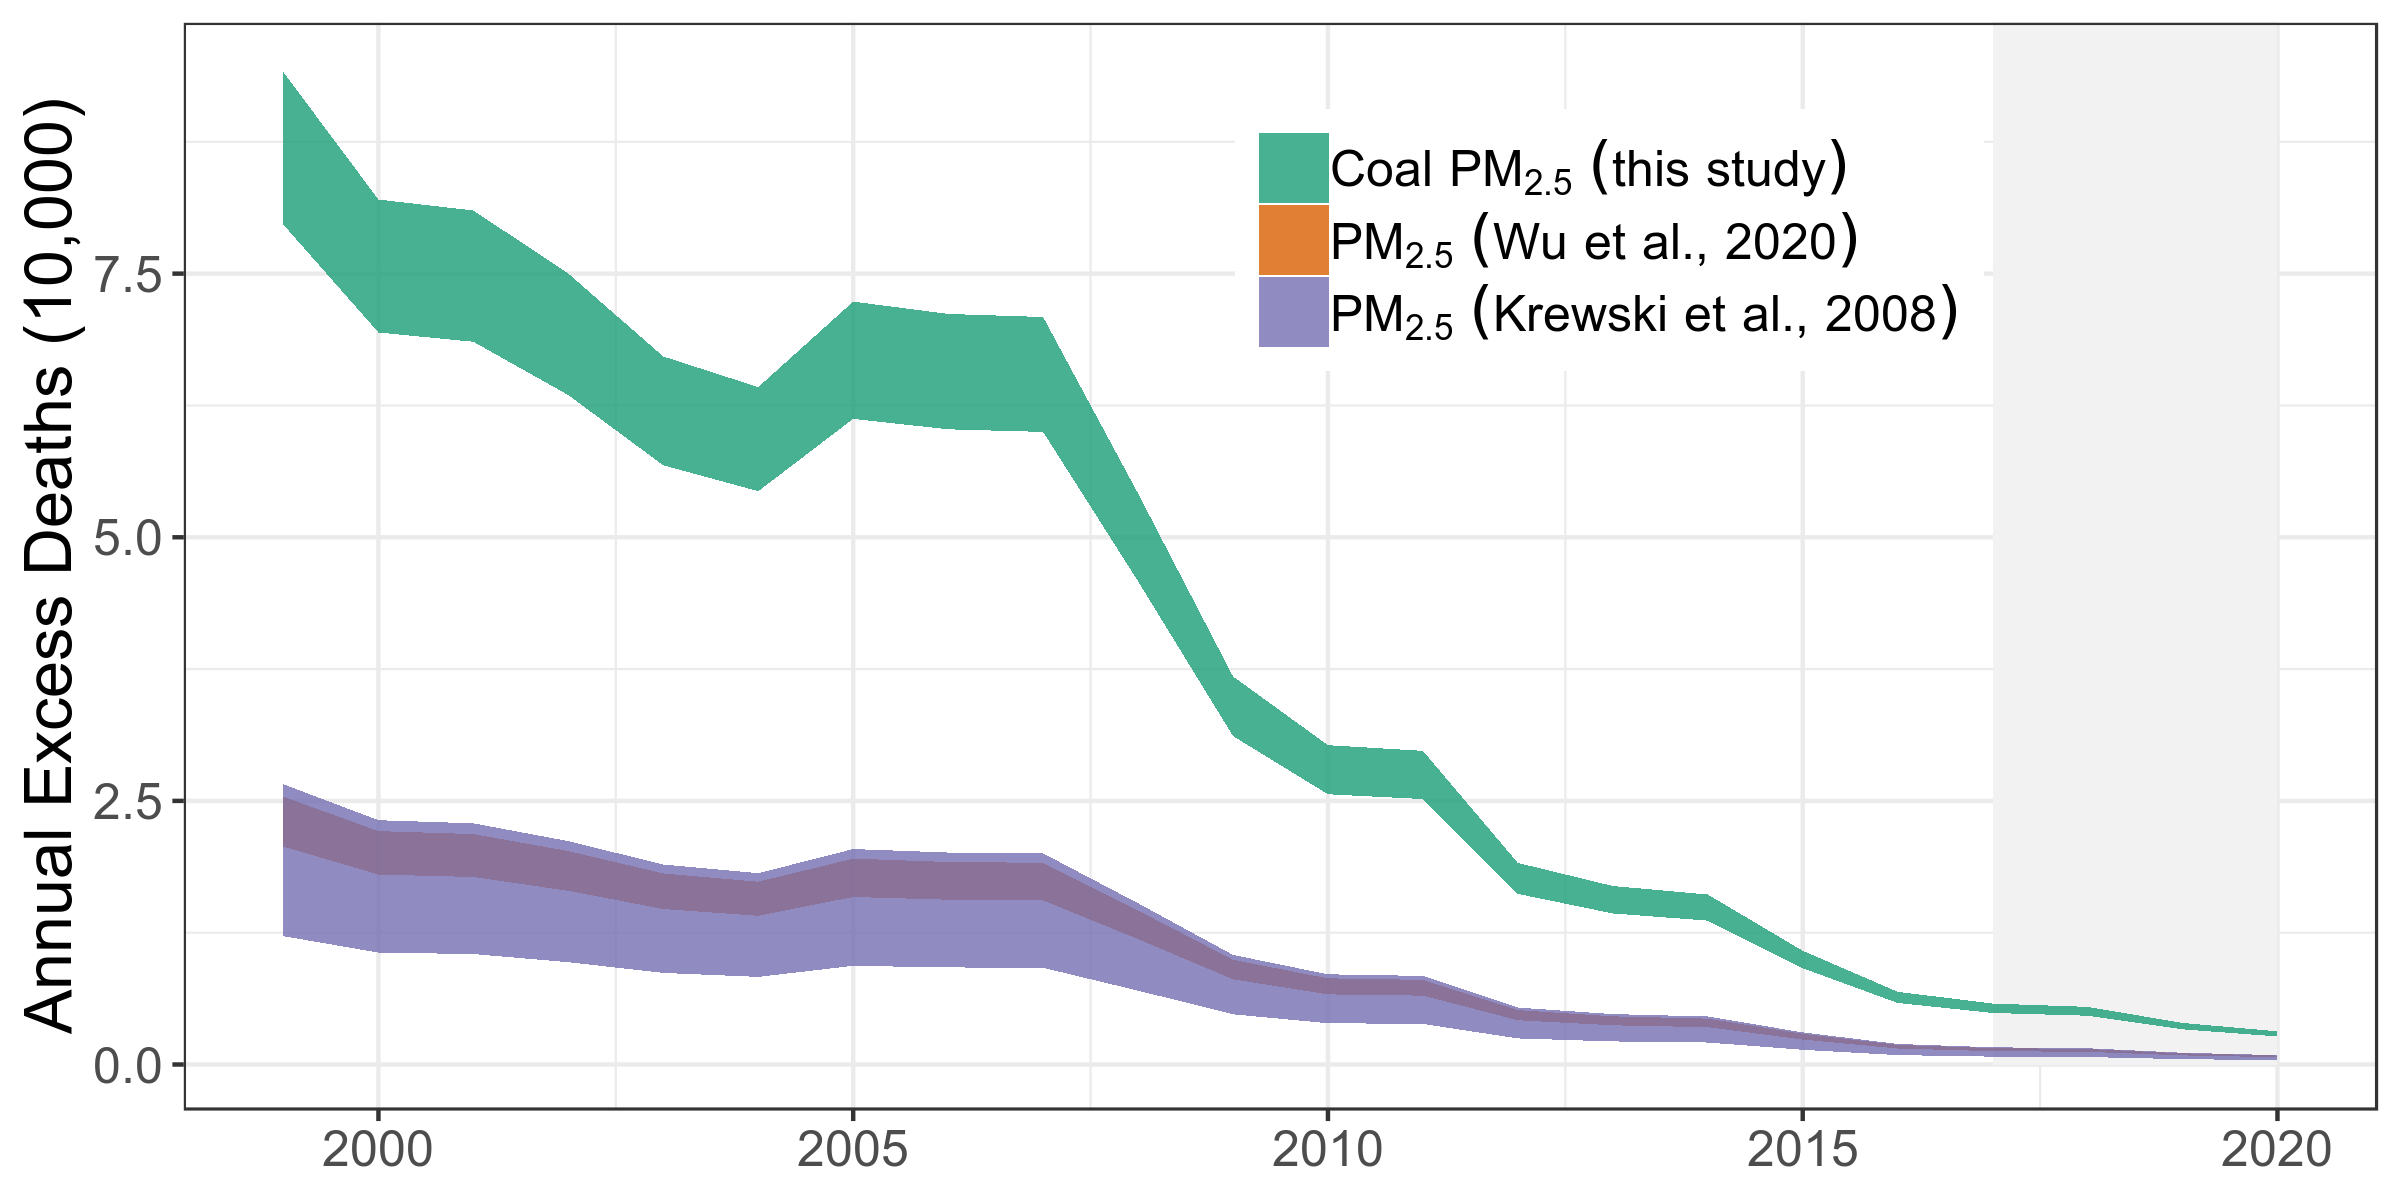 Annual Excess Deaths (10,000)
7.5
5.0
2.5
0.0
Coal PM2.5 (this study)
PM2.5 (Wu et al., 2020)
PM2.5 (Krewski et al., 2008)
2000 2005 2010 2015 2020